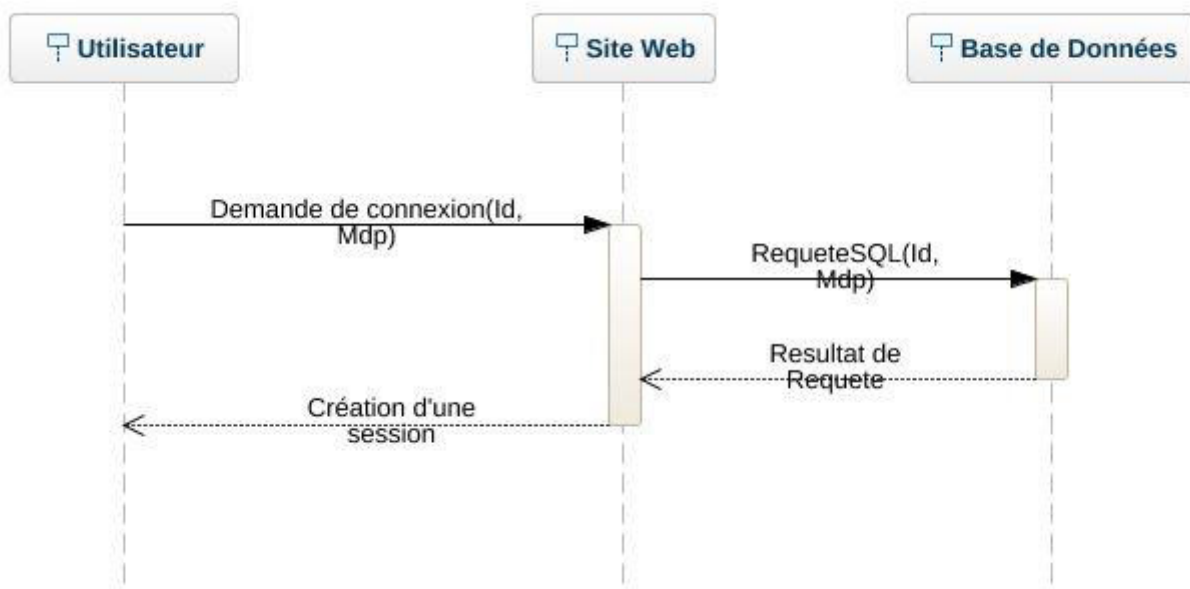 Utilisateur
Site Web
Base de Données
Demande de connexion(Id,
Mdp)
RequeteSQL(Id,
Mdp)
Resultat de
Requete
Création d'une
session